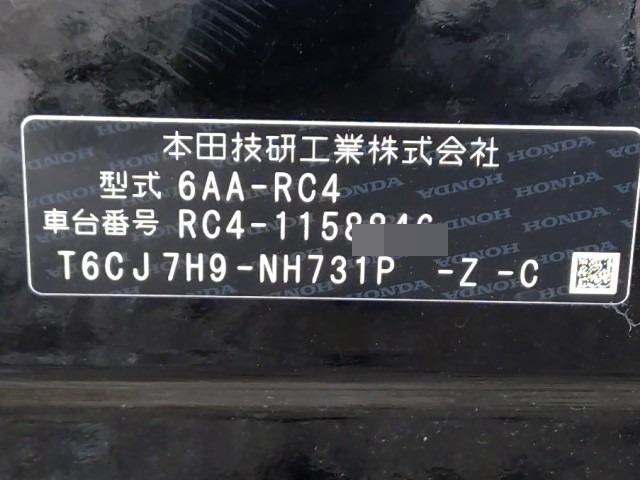 本田技研工業株式会社
型式 6AA-RC4
車台番号 RC4-1158
T6CJ7H9-NH731P -Z -C